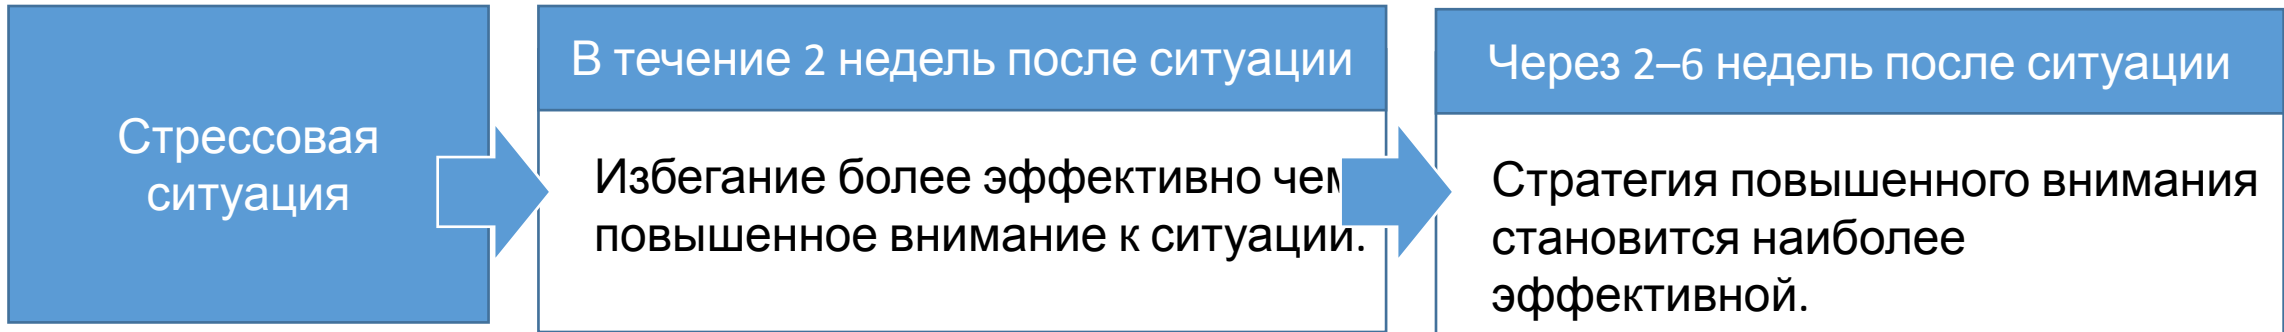 Стрессовая
ситуация
В течение 2 недель после ситуации
Избегание более эффективно чем
повышенное внимание к ситуации.
Через 2–6 недель после ситуации
Стратегия повышенного внимания
становится наиболее
эффективной.